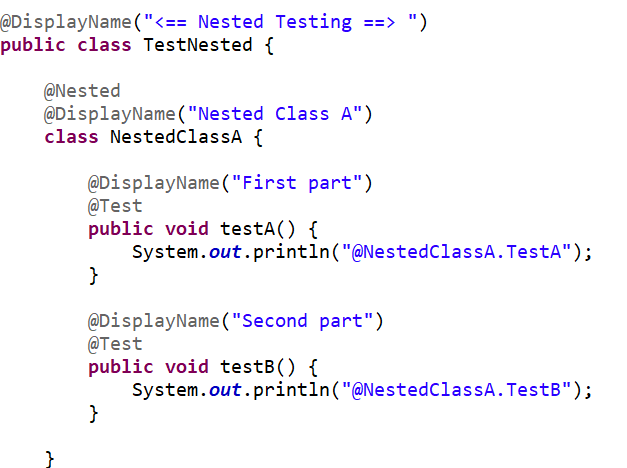 @DisplayName("<== Nested Testing ==> ")
public class TestNested {
@Nested
@DisplayName("Nested Class A")
class NestedClassA {
@DisplayName("First part")
@Test
public void testA() {
System.out.println("@NestedClassA.TestA");
}
@DisplayName("Second part")
@Test
public void testB() {
System.out.println("@NestedClassA.TestB");
}
}